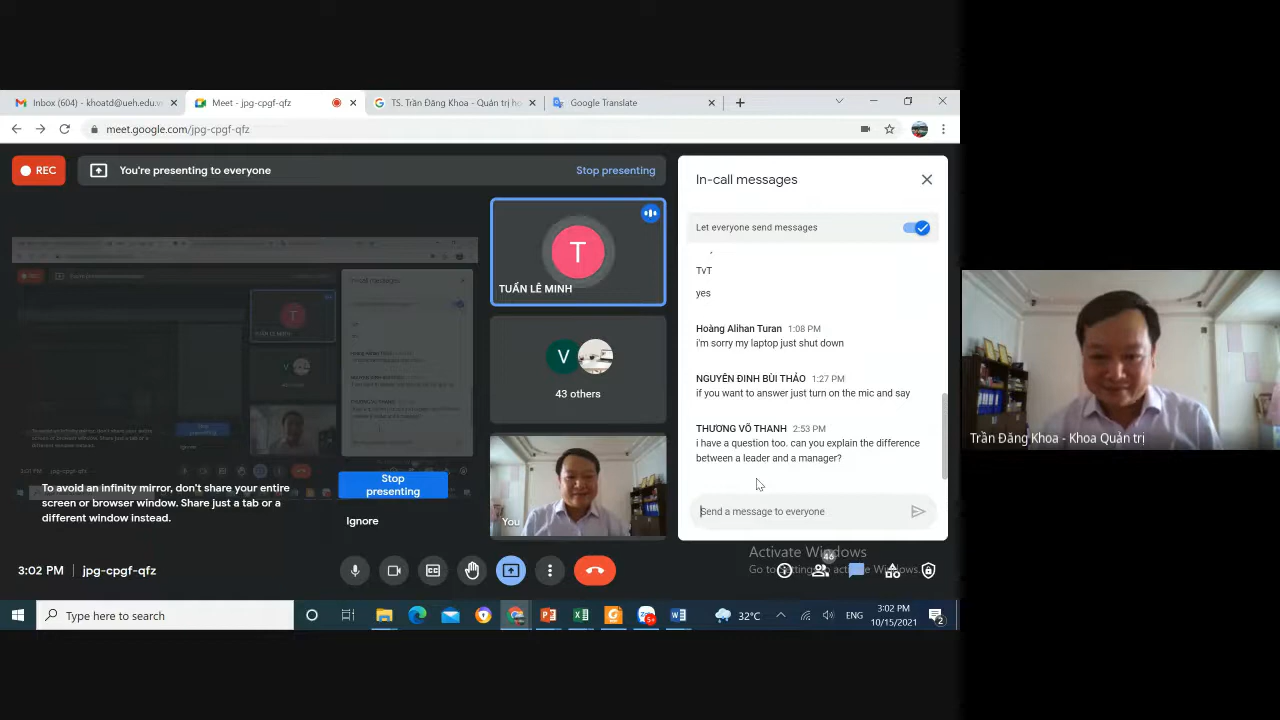 Inbox (604) - khoatd@ueh.edu.v
Meet - jpg-cpgf-qfz
TS. Trần Đăng Khoa - Quản trị họ
Google Translate
meet.google.com/jpg-cpgf-qfz
REC
You're presenting to everyone
Stop presenting
In-call messages
Let everyone send messages
TvT
yes
Hoàng Alihan Turan 1:08 PM
i'm sorry my laptop just shut down
NGUYÊN ĐINH BÙI THẢO 1:27 PM
if you want to answer just turn on the mic and say
THƯƠNG VÕ THANH 2:53 PM
i have a question too. can you explain the difference
between a leader and a manager?
Send a message to everyone
T
TUẤN LÊ MINH
V
43 others
You
To avoid an infinity mirror, don't share your entire
screen or browser window. Share just a tab or a
different window instead.
Stop
presenting
Ignore
3:02 PM | jpg-cpgf-qfz
46
Activate Windows
Type here to search
32°C
ENG
3:02 PM
10/15/2021
2
Trần Đăng Khoa - Khoa Quản trị